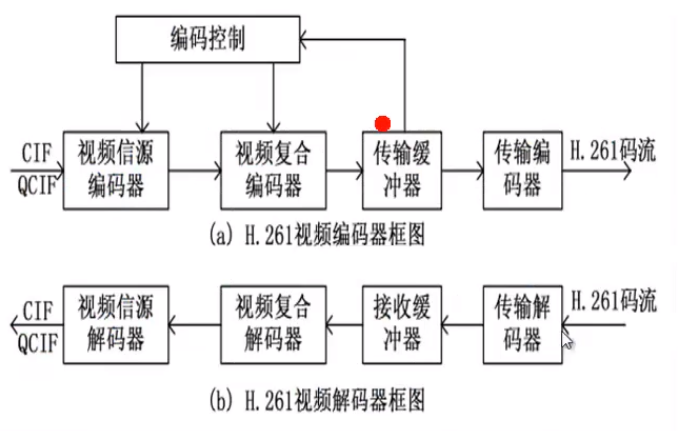 编码控制
CIF
QCIF
视频信源
编码器
视频复合
编码器
传输缓
冲器
传输编
码器
H.261码流
(a) H.261视频编码器框图
CIF
QCIF
视频信源
解码器
视频复合
解码器
接收缓
冲器
传输解
码器
H.261码流
(b) H.261视频解码器框图